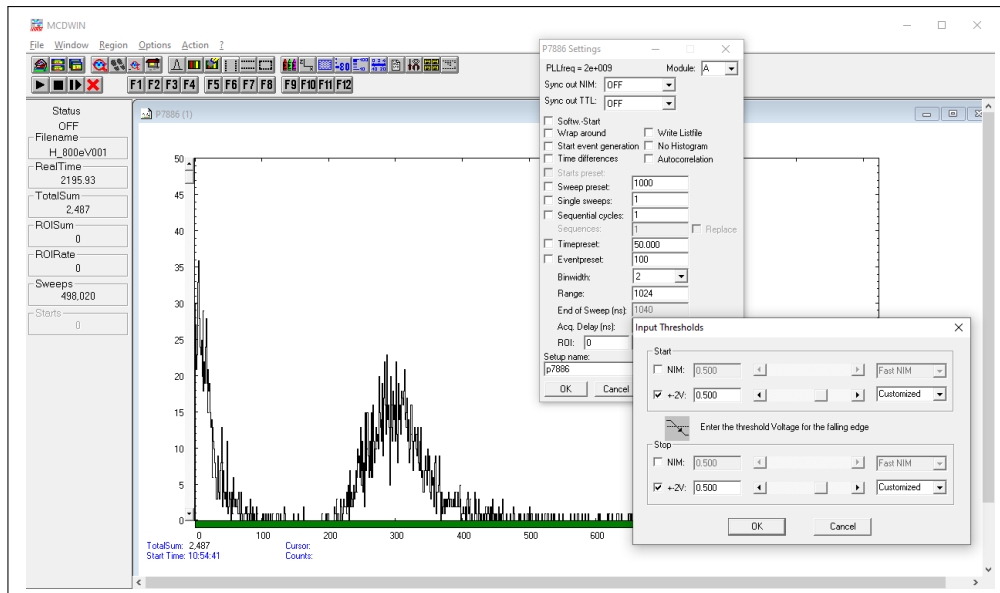 MCDWIN
File Window Region Options Action ?
F1 F2 F3 F4 F5 F6 F7 F8 F9 F10 F11 F12
Status
OFF
Filename
H_800eV001
RealTime
2195.93
TotalSum
2,487
ROISum
0
ROIRate
0
Sweeps
498,020
Starts
0
P7886 (1)
50
45
40
35
30
25
20
15
10
5
0
0 100 200 300 400 500 600
TotalSum: 2,487 Cursor:
Start Time: 10:54:41 Counts:
P7886 Settings
PLLfreq = 2e+009 Module: A
Sync out NIM: OFF
Sync out TTL: OFF
Softw.-Start
Wrap around Write Listfile
Start event generation No Histogram
Time differences Autocorrelation
Starts preset:
Sweep preset: 1000
Single sweeps: 1
Sequential cycles: 1
Sequences: 1 Replace
Timepreset: 50.000
Eventpreset: 100
Binwidth: 2
Range: 1024
End of Sweep (ns): 1040
Acq. Delay (ns):
ROI: 0
Setup name:
p7886
OK Cancel
Input Thresholds
Start
NIM: 0.500 Fast NIM
+-2V: 0.500 Customized
Enter the threshold Voltage for the falling edge
Stop
NIM: 0.500 Fast NIM
+-2V: 0.500 Customized
OK Cancel